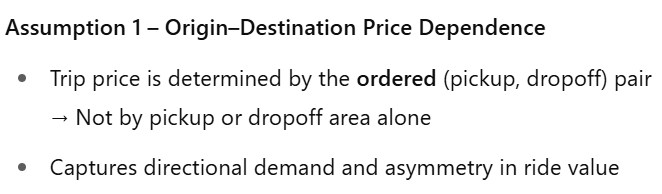 Assumption 1 – Origin–Destination Price Dependence
• Trip price is determined by the ordered (pickup, dropoff) pair
→ Not by pickup or dropoff area alone
• Captures directional demand and asymmetry in ride value